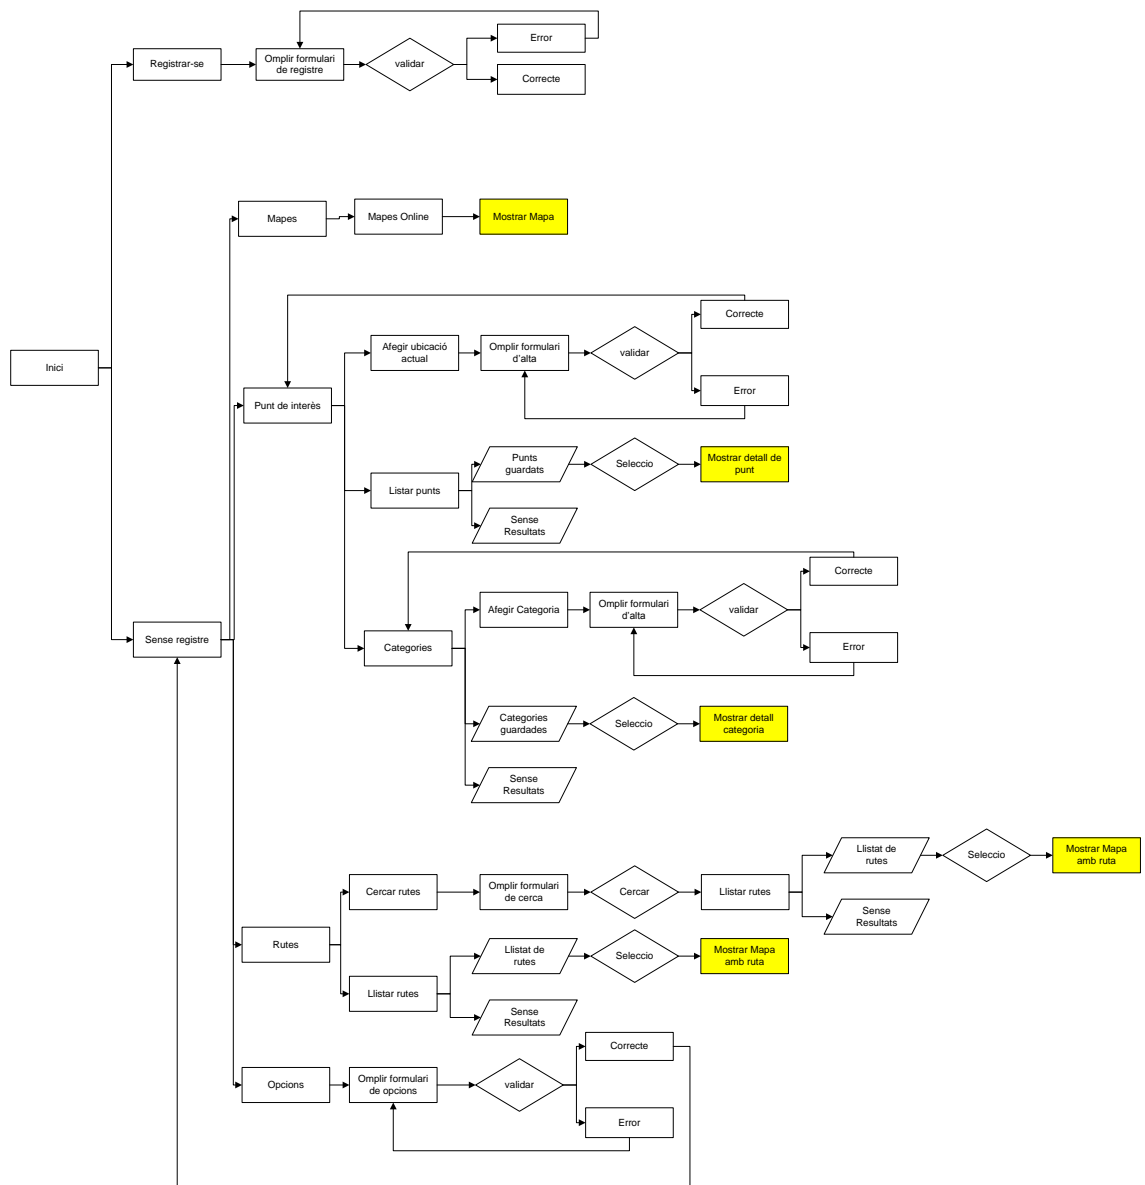 Error
Registrar-se
Omplir formulari
de registre
validar
Correcte
Mapes
Mapes Online
Mostrar Mapa
Correcte
Afegir ubicació
actual
Omplir formulari
d'alta
validar
Inici
Error
Punt de interès
Punts
guardats
Seleccio
Mostrar detall de
punt
Listar punts
Sense
Resultats
Correcte
Afegir Categoria
Omplir formulari
d'alta
validar
Sense registre
Categories
Error
Categories
guardades
Seleccio
Mostrar detall
categoria
Sense
Resultats
Llistat de
rutes
Seleccio
Mostrar Mapa
amb ruta
Cercar rutes
Omplir formulari
de cerca
Cercar
Llistar rutes
Sense
Resultats
Rutes
Llistat de
rutes
Seleccio
Mostrar Mapa
amb ruta
Llistar rutes
Sense
Resultats
Correcte
Opcions
Omplir formulari
de opcions
validar
Error